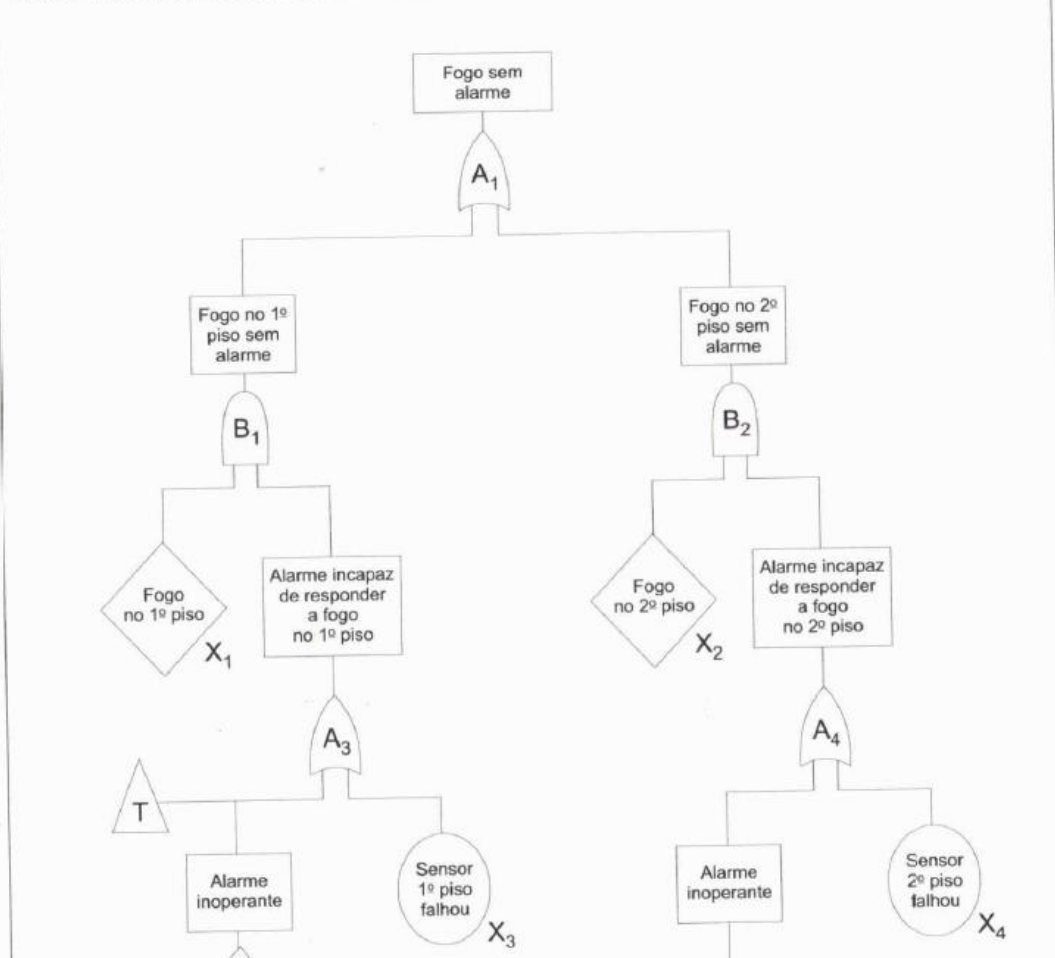 Fogo sem
alarme
A1
Fogo no 1º
piso sem
alarme
Fogo no 2º
piso sem
alarme
B1
B2
Fogo
no 1º piso
X1
Alarme incapaz
de responder
a fogo
no 1º piso
Fogo
no 2º piso
X2
Alarme incapaz
de responder
a fogo
no 2º piso
A3
A4
T
Alarme
inoperante
Sensor
1º piso
falhou
X3
Alarme
inoperante
Sensor
2º piso
falhou
X4